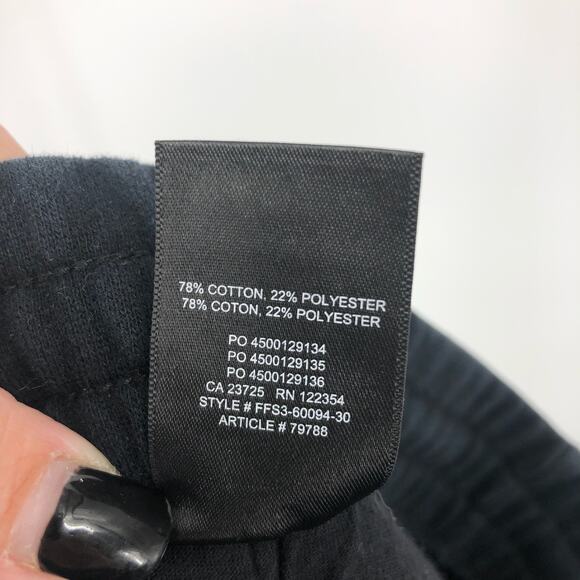 78% COTTON, 22% POLYESTER
78% COTON, 22% POLYESTER
PO 4500129134
PO 4500129135
PO 4500129136
CA 23725 RN 122354
STYLE # FFS3-60094-30
ARTICLE # 79788